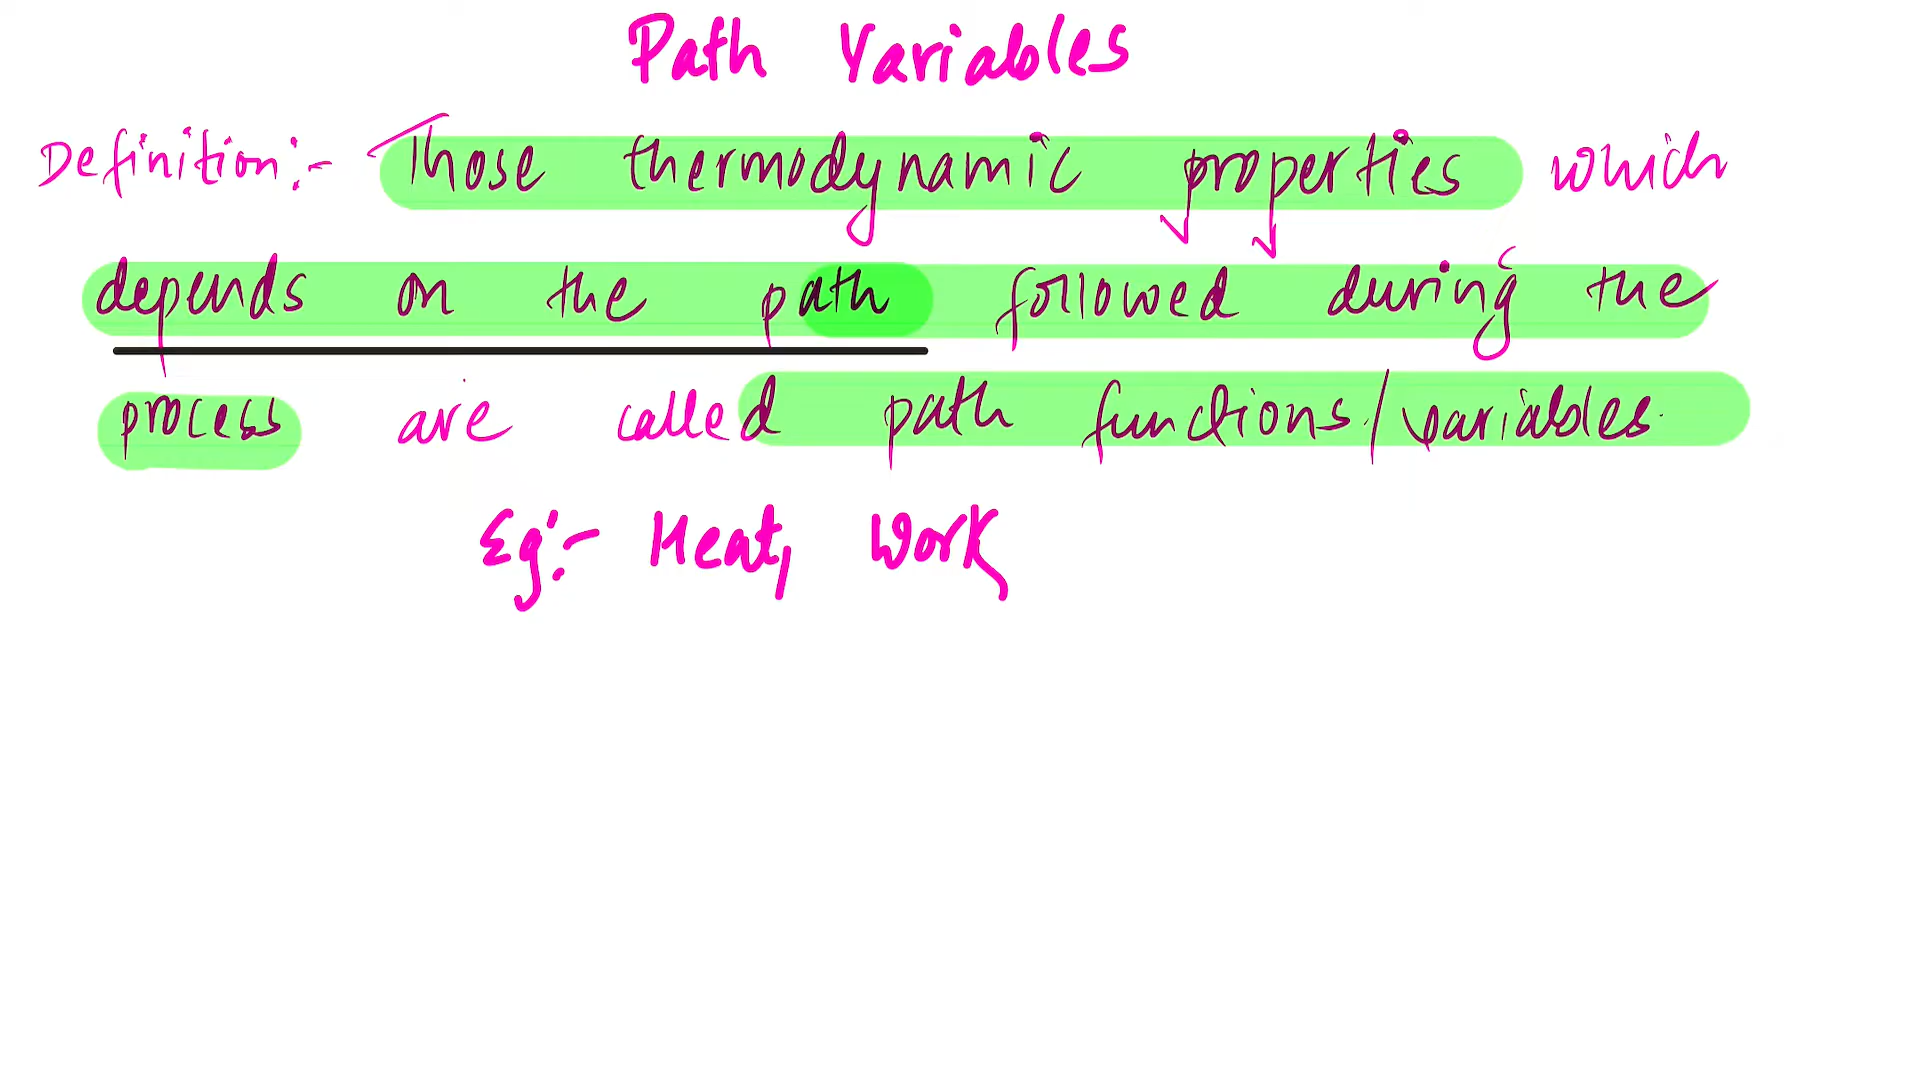 Path Variables
Definition:- Those thermodynamic properties which
depends on the path followed during the
process are called path functions/variables.
Eg:- Heat, Work